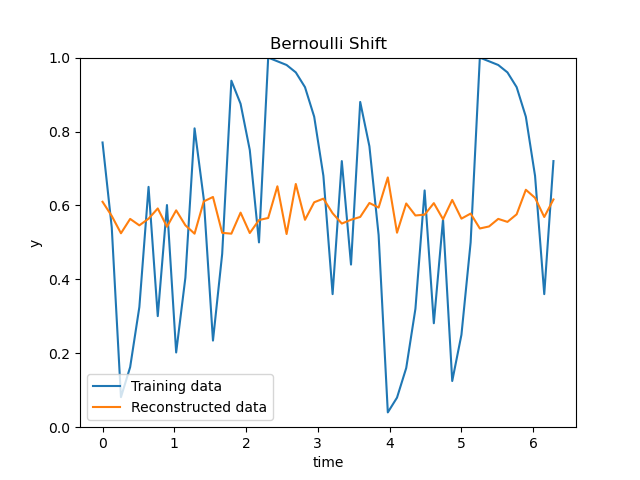 Bernoulli Shift
1.0
0.8
0.6
0.4
0.2
0.0
y
Training data
Reconstructed data
0 1 2 3 4 5 6
time